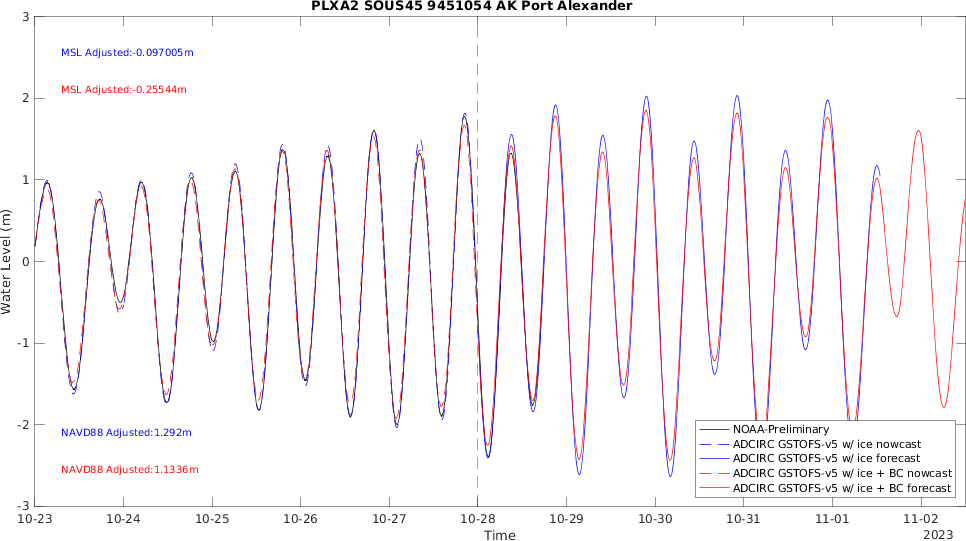 PLXA2 SOUS45 9451054 AK Port Alexander
3
2
1
0
-1
-2
-3
Water Level (m)
MSL Adjusted:-0.097005m
MSL Adjusted:-0.25544m
NAVD88 Adjusted:1.292m
NAVD88 Adjusted:1.1336m
NOAA-Preliminary
ADCIRC GSTOFS-v5 w/ ice nowcast
ADCIRC GSTOFS-v5 w/ ice forecast
ADCIRC GSTOFS-v5 w/ ice + BC nowcast
ADCIRC GSTOFS-v5 w/ ice + BC forecast
10-23 10-24 10-25 10-26 10-27 10-28 10-29 10-30 10-31 11-01 11-02
Time
2023